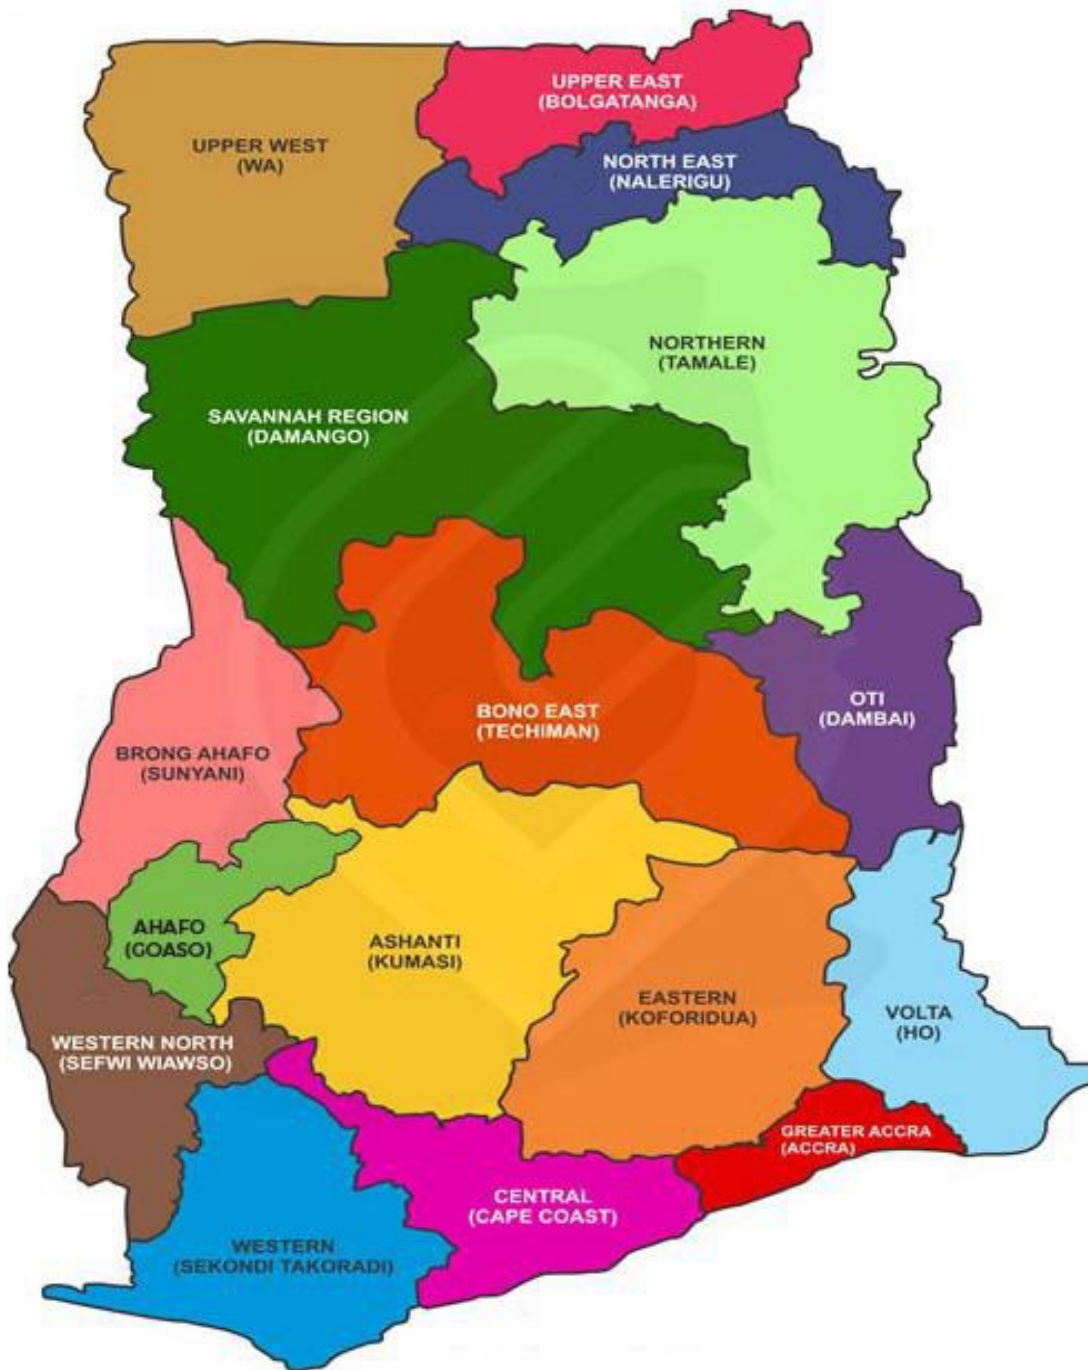 UPPER EAST
(BOLGATANGA)
UPPER WEST
(WA)
NORTH EAST
(NALERIGU)
NORTHERN
(TAMALE)
SAVANNAH REGION
(DAMANGO)
OTI
(DAMBAI)
BONO EAST
(TECHIMAN)
BRONG AHAFO
(SUNYANI)
AHAFO
(GOASO)
ASHANTI
(KUMASI)
EASTERN
(KOFORIDUA)
VOLTA
(HO)
WESTERN NORTH
(SEFWI WIAWSO)
GREATER ACCRA
(ACCRA)
CENTRAL
(CAPE COAST)
WESTERN
(SEKONDI TAKORADI)